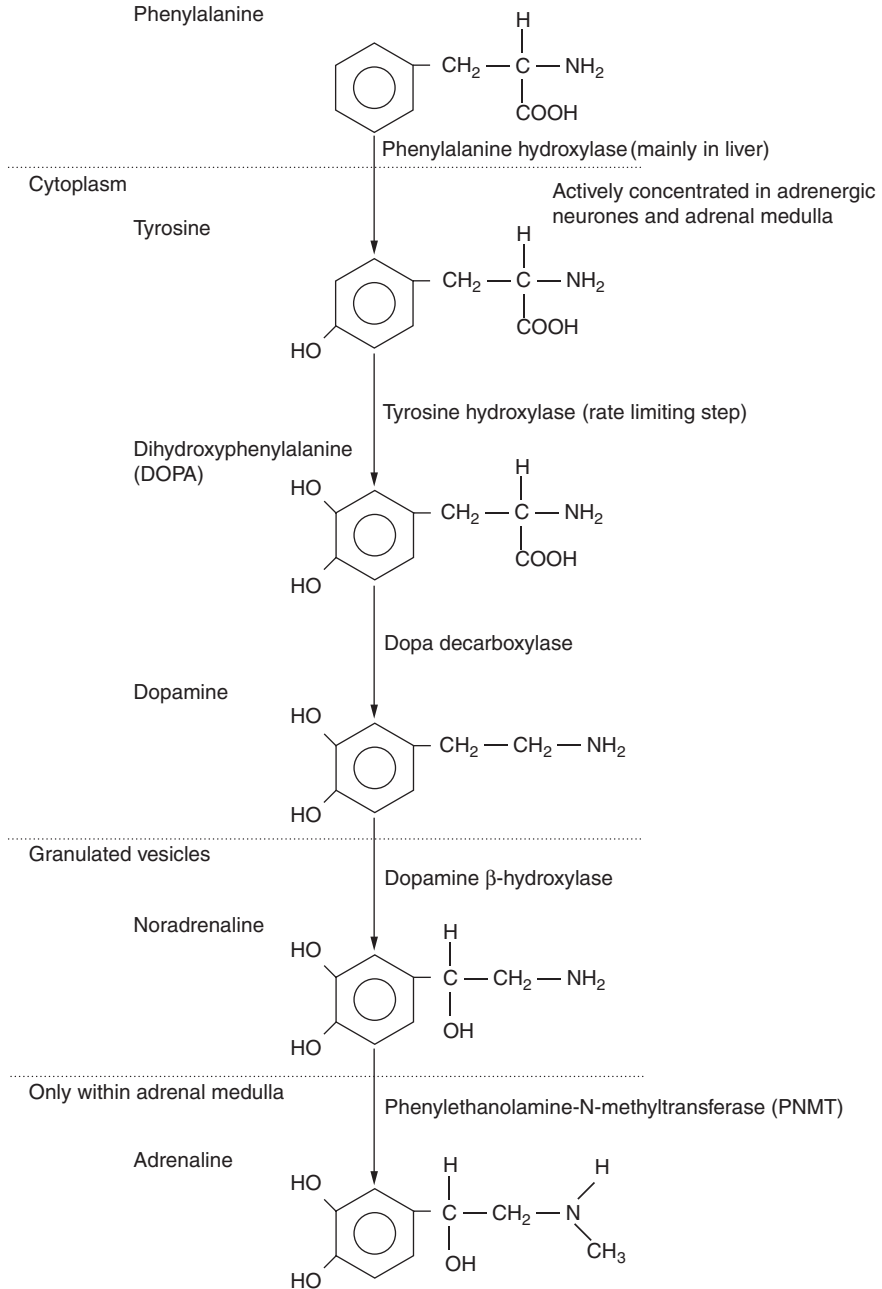 Phenylalanine
H
CH2 — C — NH2
COOH
Phenylalanine hydroxylase (mainly in liver)
Cytoplasm
Actively concentrated in adrenergic
neurones and adrenal medulla
Tyrosine
H
CH2 — C — NH2
COOH
HO
Tyrosine hydroxylase (rate limiting step)
Dihydroxyphenylalanine
(DOPA)
H
HO
CH2 — C — NH2
COOH
HO
Dopa decarboxylase
Dopamine
HO
CH2 — CH2 — NH2
HO
Granulated vesicles
Dopamine β-hydroxylase
Noradrenaline
H
HO
C — CH2 — NH2
OH
HO
Only within adrenal medulla
Phenylethanolamine-N-methyltransferase (PNMT)
Adrenaline
H
H
HO
C — CH2 — N
CH3
OH
HO